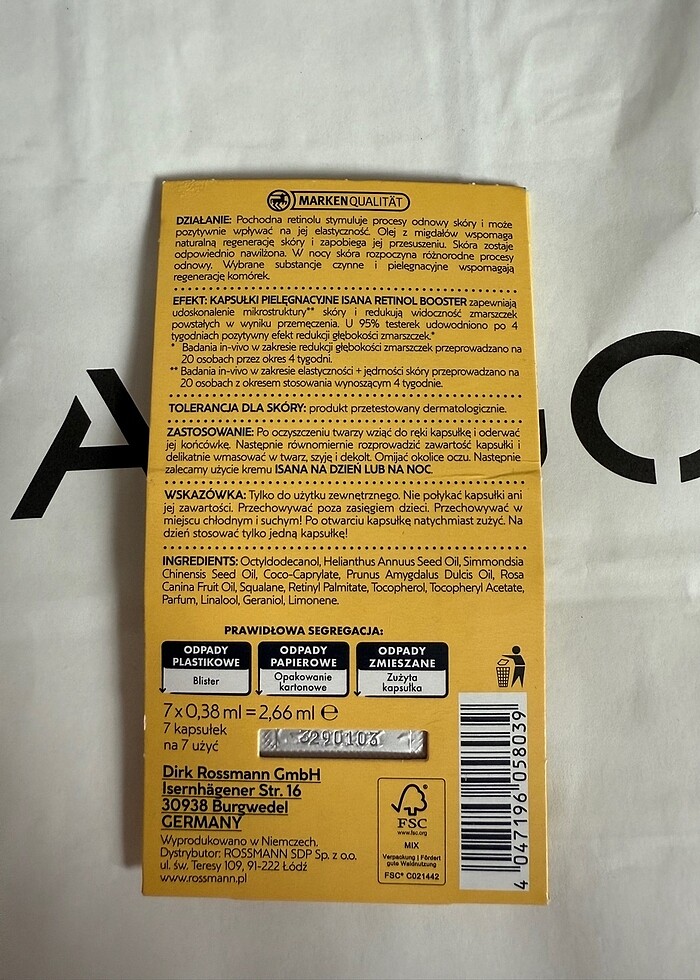 MARKENQUALITÄT
DZIAŁANIE: Pochodna retinolu stymuluje procesy odnowy skóry i może
pozytywnie wpływać na jej elastyczność. Olej z migdałów wspomaga
naturalną regenerację skóry i zapobiega jej przesuszeniu. Skóra zostaje
odpowiednio nawilżona. W nocy skóra rozpoczyna różnorodne procesy
odnowy. Wybrane substancje czynne i pielęgnacyjne wspomagają
regenerację komórek.
EFEKT: KAPSUŁKI PIELĘGNACYJNE ISANA RETINOL BOOSTER zapewniają
udoskonalenie mikrostruktury** skóry i redukują widoczność zmarszczek
powstałych w wyniku przemęczenia. U 95% testerek udowodniono po 4
tygodniach pozytywny efekt redukcji głębokości zmarszczek.*
* Badania in-vivo w zakresie redukcji głębokości zmarszczek przeprowadzano na
20 osobach przez okres 4 tygodni.
** Badania in-vivo w zakresie elastyczności + jędrności skóry przeprowadzano na
20 osobach z okresem stosowania wynoszącym 4 tygodnie.
TOLERANCJA DLA SKÓRY: produkt przetestowany dermatologicznie.
ZASTOSOWANIE: Po oczyszczeniu twarzy wziąć do ręki kapsułkę i oderwać
jej końcówkę. Następnie równomiernie rozprowadzić zawartość kapsułki i
delikatnie wmasować w twarz, szyję i dekolt. Omijać okolice oczu. Następnie
zalecamy użycie kremu ISANA NA DZIEŃ LUB NA NOC.
WSKAZÓWKA: Tylko do użytku zewnętrznego. Nie połykać kapsułki ani
jej zawartości. Przechowywać poza zasięgiem dzieci. Przechowywać w
miejscu chłodnym i suchym! Po otwarciu kapsułkę natychmiast zużyć. Na
dzień stosować tylko jedną kapsułkę!
INGREDIENTS: Octyldodecanol, Helianthus Annuus Seed Oil, Simmondsia
Chinensis Seed Oil, Coco-Caprylate, Prunus Amygdalus Dulcis Oil, Rosa
Canina Fruit Oil, Squalane, Retinyl Palmitate, Tocopherol, Tocopheryl Acetate,
Parfum, Linalool, Geraniol, Limonene.
PRAWIDŁOWA SEGREGACJA:
ODPADY PLASTIKOWE
Blister
ODPADY PAPIEROWE
Opakowanie kartonowe
ODPADY ZMIESZANE
Zużyta kapsułka
7 x 0,38 ml = 2,66 ml ℮
7 kapsułek
na 7 użyć
3290103
Dirk Rossmann GmbH
Isernhägener Str. 16
30938 Burgwedel
GERMANY
Wyprodukowano w Niemczech.
Dystrybutor: ROSSMANN SDP Sp. z o.o.
ul. św. Teresy 109, 91-222 Łódź
www.rossmann.pl
FSC
www.fsc.org
MIX
Verpackung | Fördert
gute Waldnutzung
FSC® C021442
4 047196 058039